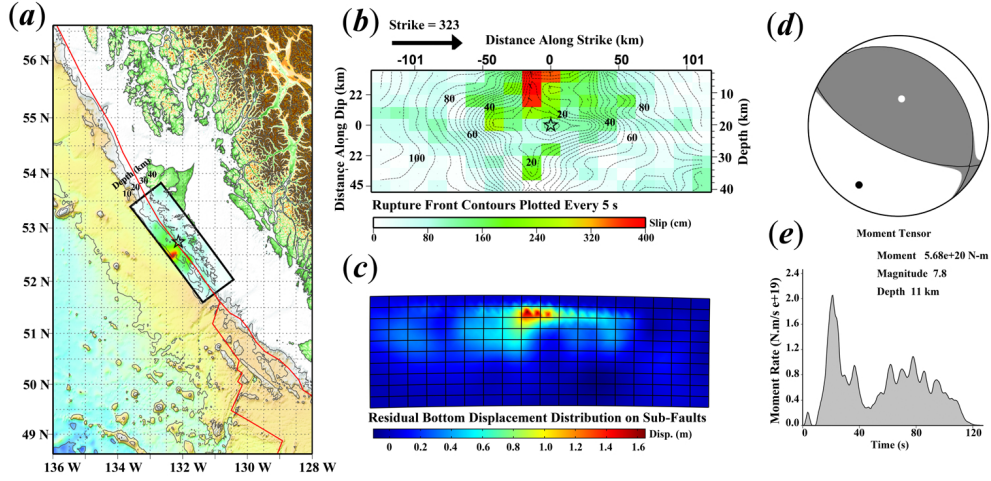 (a)
56 N
55 N
54 N
53 N
52 N
51 N
50 N
49 N
136 W
134 W
132 W
130 W
128 W
Depth (km)
10
20
30
40
(b)
Strike = 323
Distance Along Strike (km)
-101
-50
0
50
101
Distance Along Dip (km)
22
0
22
45
80
40
60
100
20
20
40
60
80
10
20
30
40
Depth (km)
Rupture Front Contours Plotted Every 5 s
Slip (cm)
0
80
160
240
320
400
(c)
Residual Bottom Displacement Distribution on Sub-Faults
Disp. (m)
0
0.2
0.4
0.6
0.8
1.0
1.2
1.4
1.6
(d)
(e)
Moment Tensor
Moment 5.68e+20 N-m
Magnitude 7.8
Depth 11 km
Moment Rate (N.m/s e+19)
2.4
2.0
1.6
1.2
0.8
0.4
0.0
0
40
80
120
Time (s)